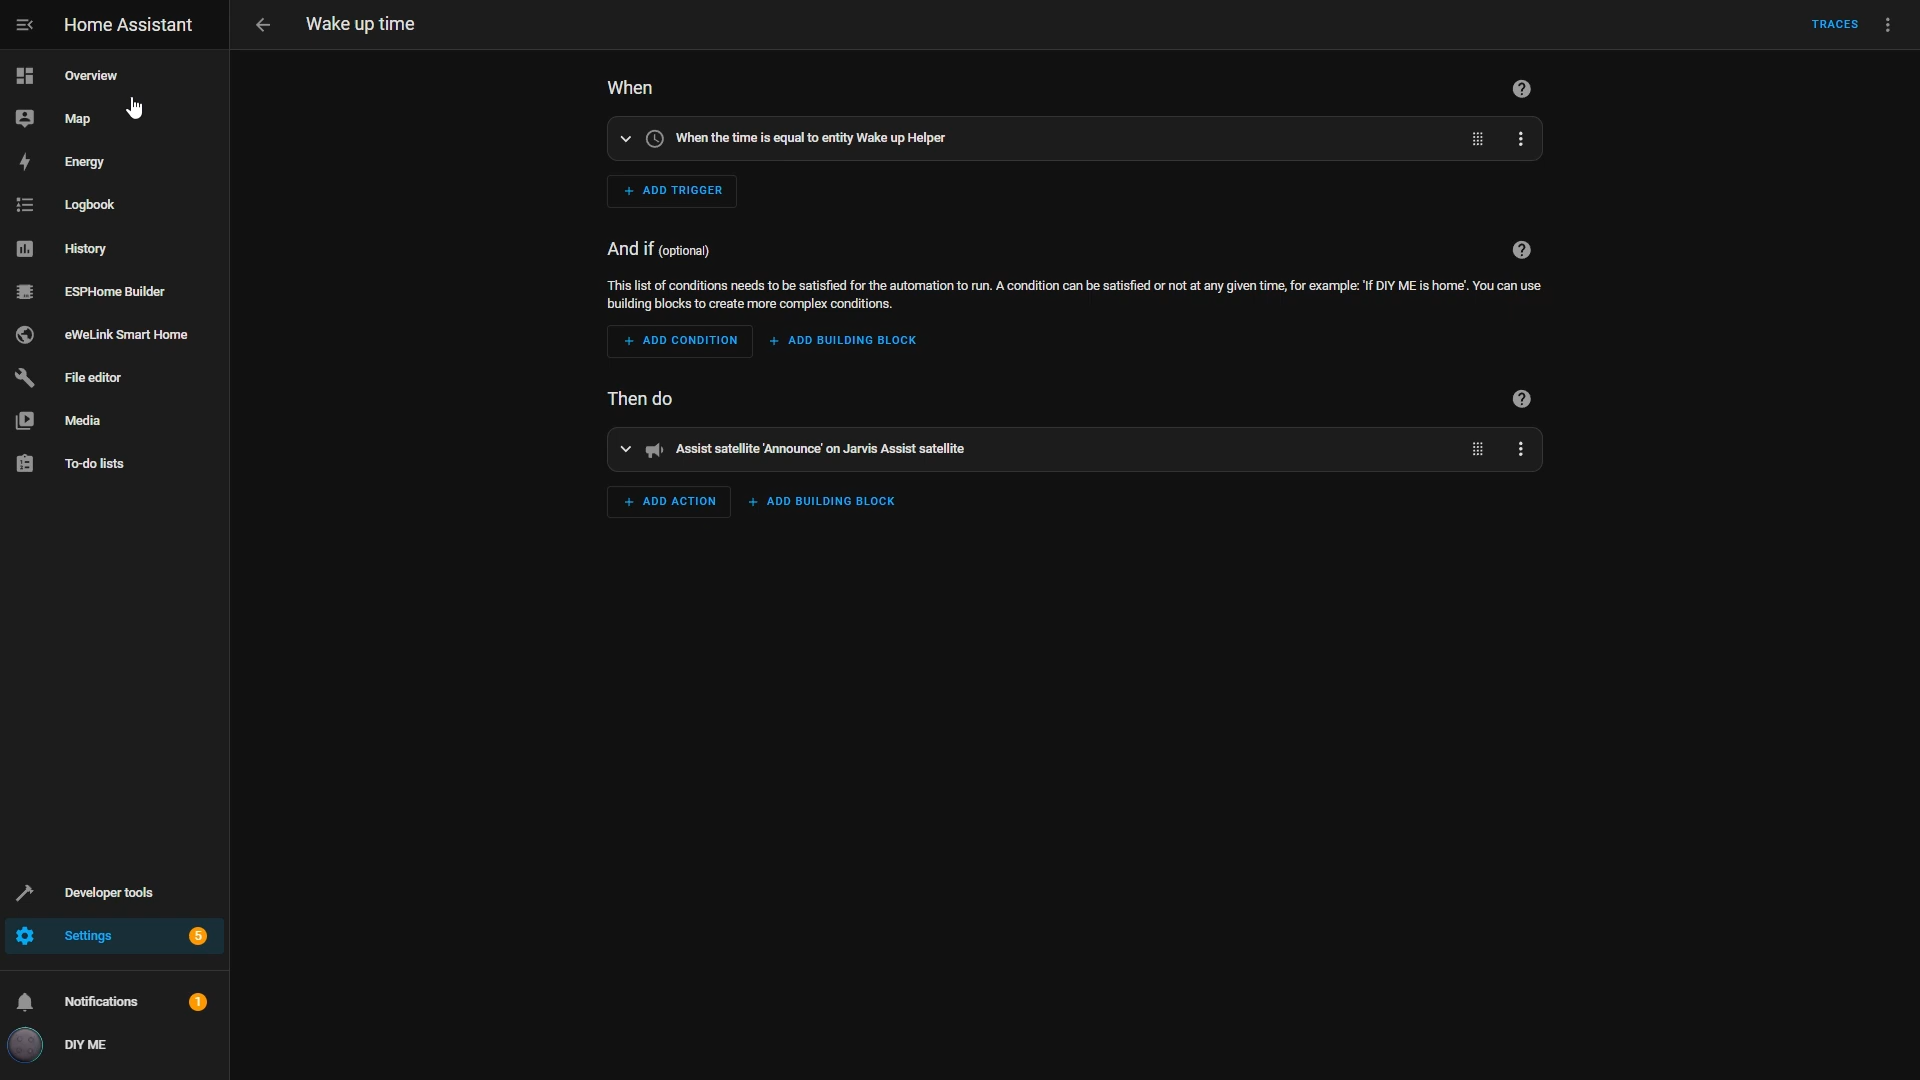 Home Assistant
Wake up time
TRACES
Overview
Map
Energy
Logbook
History
ESPHome Builder
eWeLink Smart Home
File editor
Media
To-do lists
Developer tools
Settings 5
Notifications 1
DIY ME
When
When the time is equal to entity Wake up Helper
+ ADD TRIGGER
And if (optional)
This list of conditions needs to be satisfied for the automation to run. A condition can be satisfied or not at any given time, for example: 'If DIY ME is home'. You can use
building blocks to create more complex conditions.
+ ADD CONDITION + ADD BUILDING BLOCK
Then do
Assist satellite 'Announce' on Jarvis Assist satellite
+ ADD ACTION + ADD BUILDING BLOCK